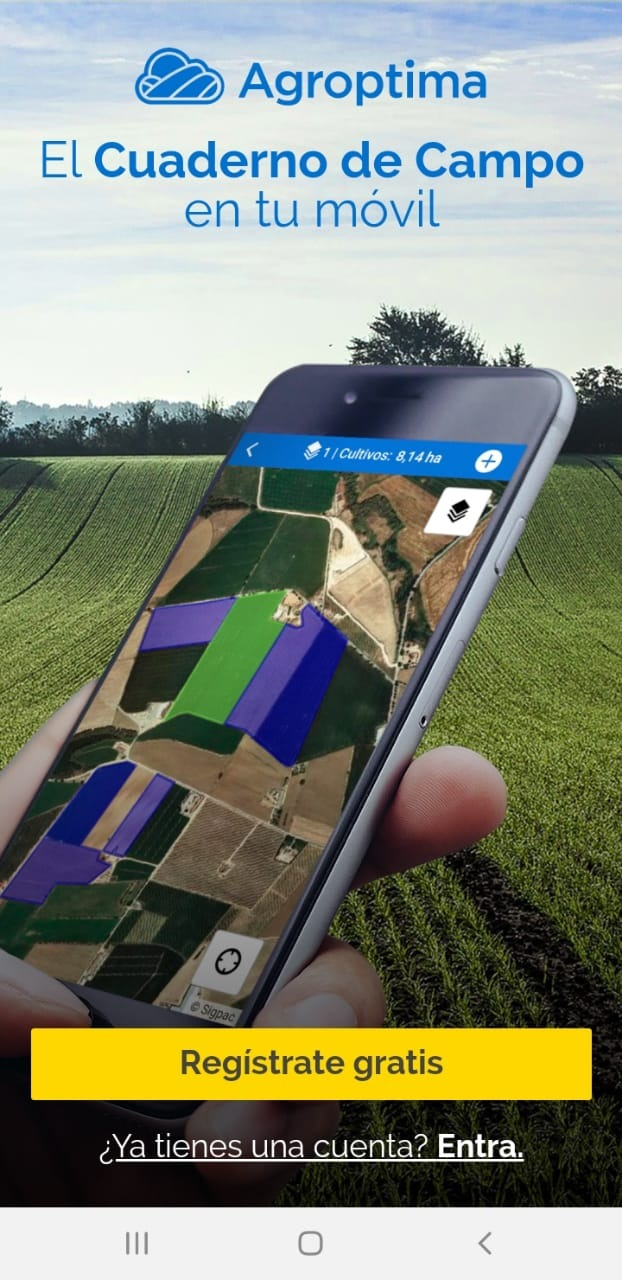 Agroptima
El Cuaderno de Campo
en tu móvil
1 | Cultivos: 8,14 ha
© Sigpac
Regístrate gratis
¿Ya tienes una cuenta? Entra.